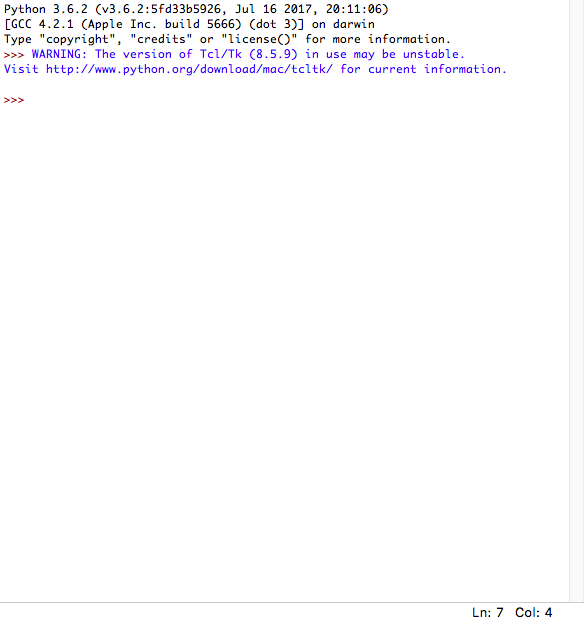 Python 3.6.2 (v3.6.2:5fd33b5926, Jul 16 2017, 20:11:06)
[GCC 4.2.1 (Apple Inc. build 5666) (dot 3)] on darwin
Type "copyright", "credits" or "license()" for more information.
>>> WARNING: The version of Tcl/Tk (8.5.9) in use may be unstable.
Visit http://www.python.org/download/mac/tcltk/ for current information.
>>>
Ln: 7 Col: 4